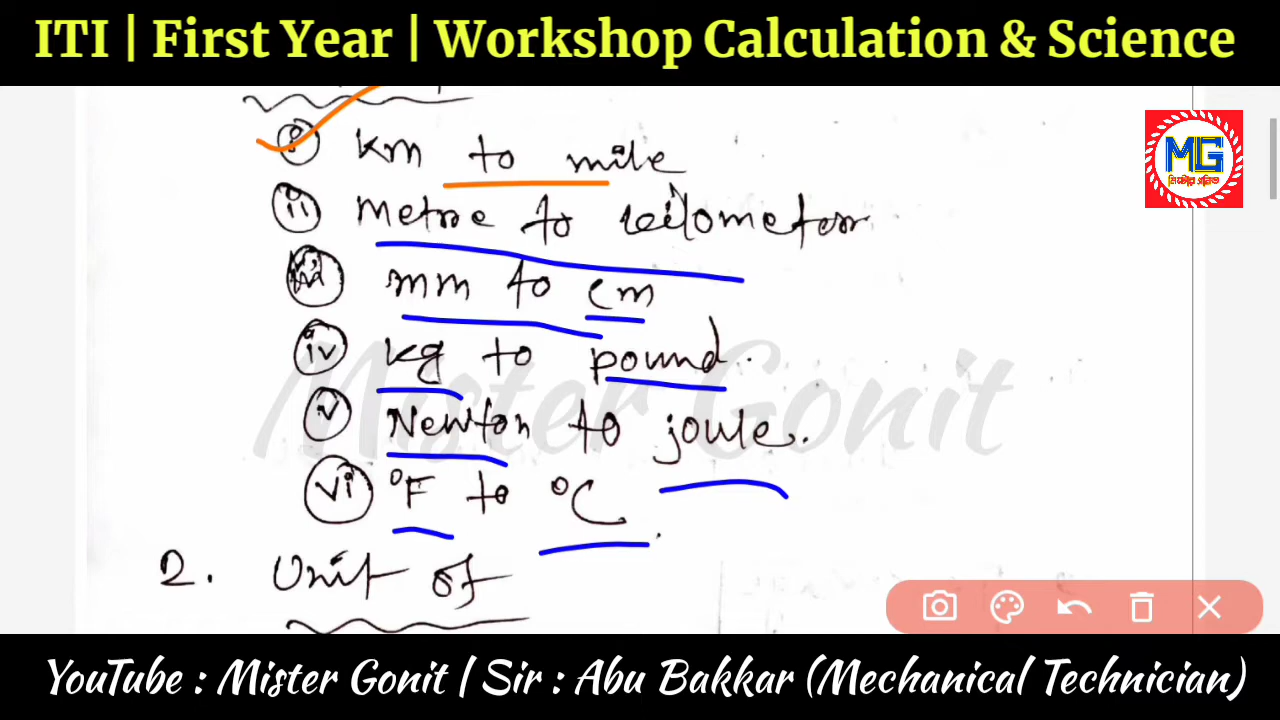 ITI | First Year | Workshop Calculation & Science
MG
মিস্টার গনিত
i km to mile
ii Metre to kilometer
iii mm to cm
iv kg to pound.
v Newton to joule.
vi °F to °C
2. Unit of
Mister Gonit
YouTube : Mister Gonit / Sir : Abu Bakkar (Mechanical Technician)